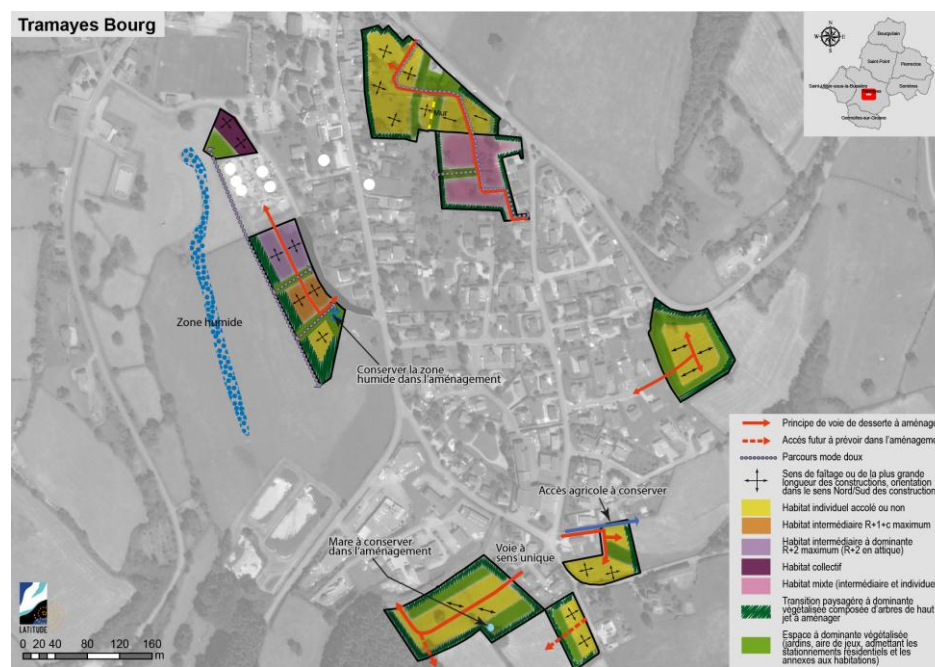 Tramayes Bourg
Bourgvilain
Saint-Point
Pierreclos
Serrières
Germolles-sur-Grosne
Mur
Zone humide
Conserver la zone
humide dans l'aménagement
Accès agricole à conserver
Mare à conserver
dans l'aménagement
Voie à
sens unique
Principe de voie de desserte à aménage
Accés futur à prévoir dans l'aménageme
Parcours mode doux
Sens de faîtage ou de la plus grande
longueur des constructions, orientation
dans le sens Nord/Sud des construction
Habitat individuel accolé ou non
Habitat intermédiaire R+1+c maximum
Habitat intermédiaire à dominante
R+2 maximum (R+2 en attique)
Habitat collectif
Habitat mixte (intermédiaire et individue
Transition paysagère à dominante
végétalisée composée d'arbres de haut
jet à aménager
Espace à dominante végétalisée
(jardins, aire de jeux, admettant les
stationnements résidentiels et les
annexes aux habitations)
LATITUDE
0 20 40 80 120 160
m
N
W E
S